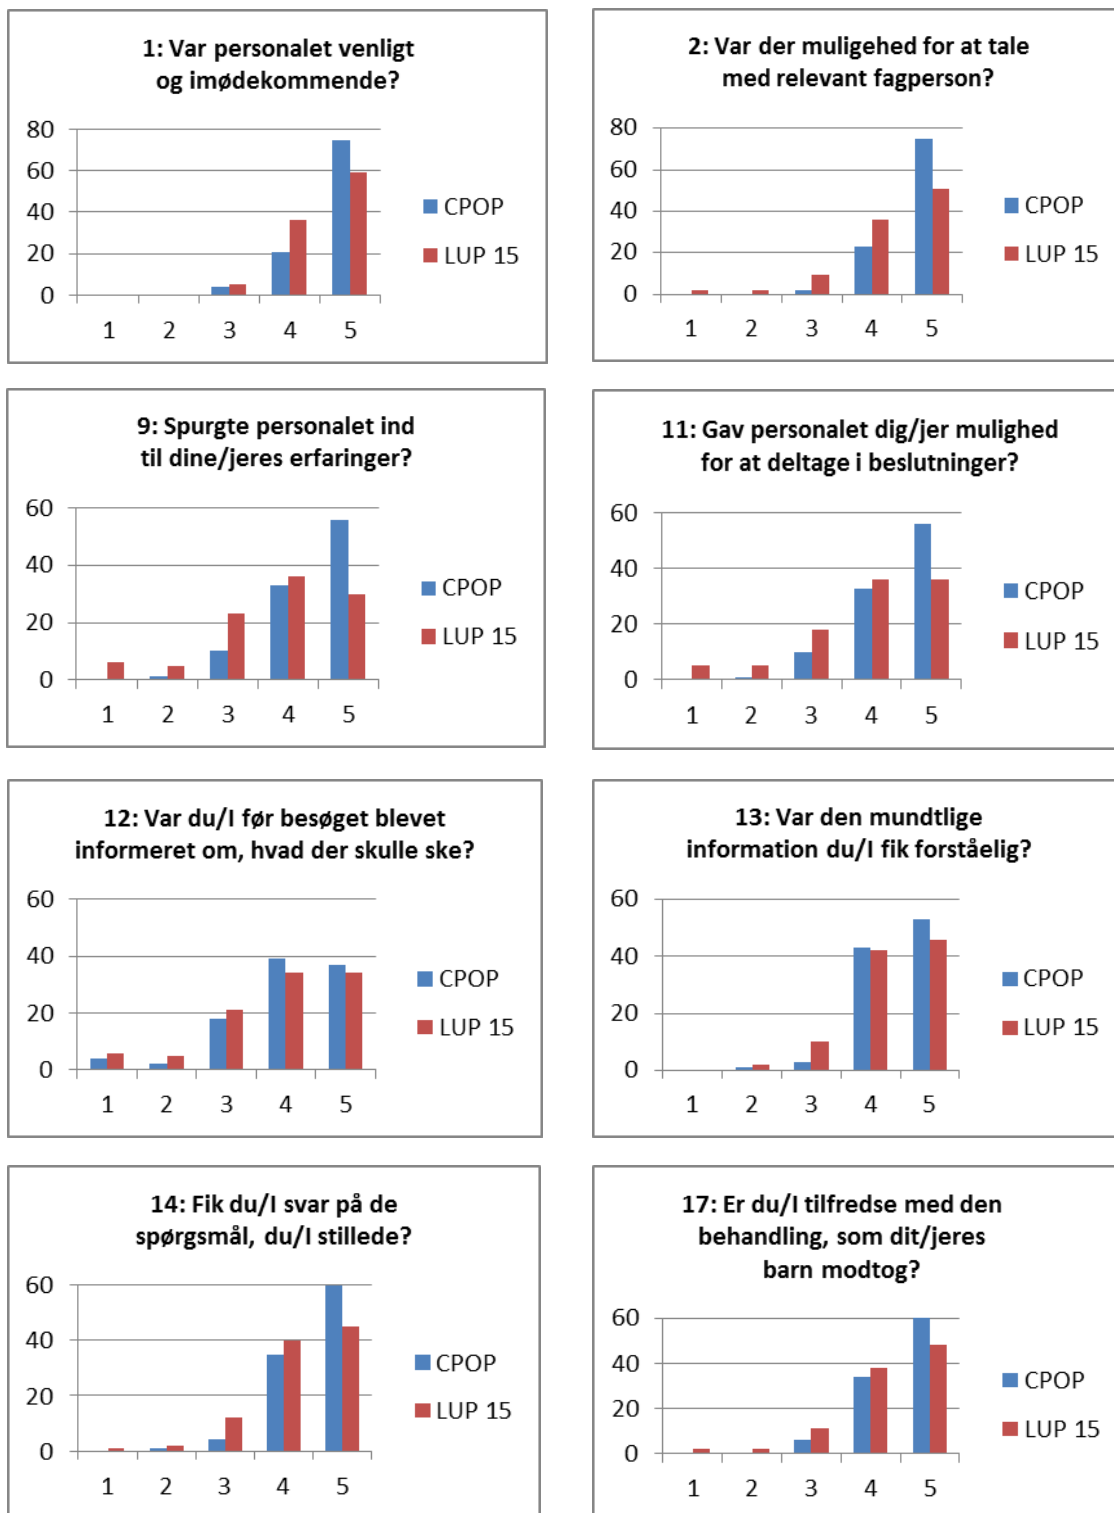 1: Var personalet venligt
og imødekommende?
80
60
40
20
0
1 2 3 4 5
CPOP
LUP 15
2: Var der muligehed for at tale
med relevant fagperson?
80
60
40
20
0
1 2 3 4 5
CPOP
LUP 15
9: Spurgte personalet ind
til dine/jeres erfaringer?
60
40
20
0
1 2 3 4 5
CPOP
LUP 15
11: Gav personalet dig/jer mulighed
for at deltage i beslutninger?
60
40
20
0
1 2 3 4 5
CPOP
LUP 15
12: Var du/I før besøget blevet
informeret om, hvad der skulle ske?
60
40
20
0
1 2 3 4 5
CPOP
LUP 15
13: Var den mundtlige
information du/I fik forståelig?
60
40
20
0
1 2 3 4 5
CPOP
LUP 15
14: Fik du/I svar på de
spørgsmål, du/I stillede?
60
40
20
0
1 2 3 4 5
CPOP
LUP 15
17: Er du/I tilfredse med den
behandling, som dit/jeres
barn modtog?
60
40
20
0
1 2 3 4 5
CPOP
LUP 15